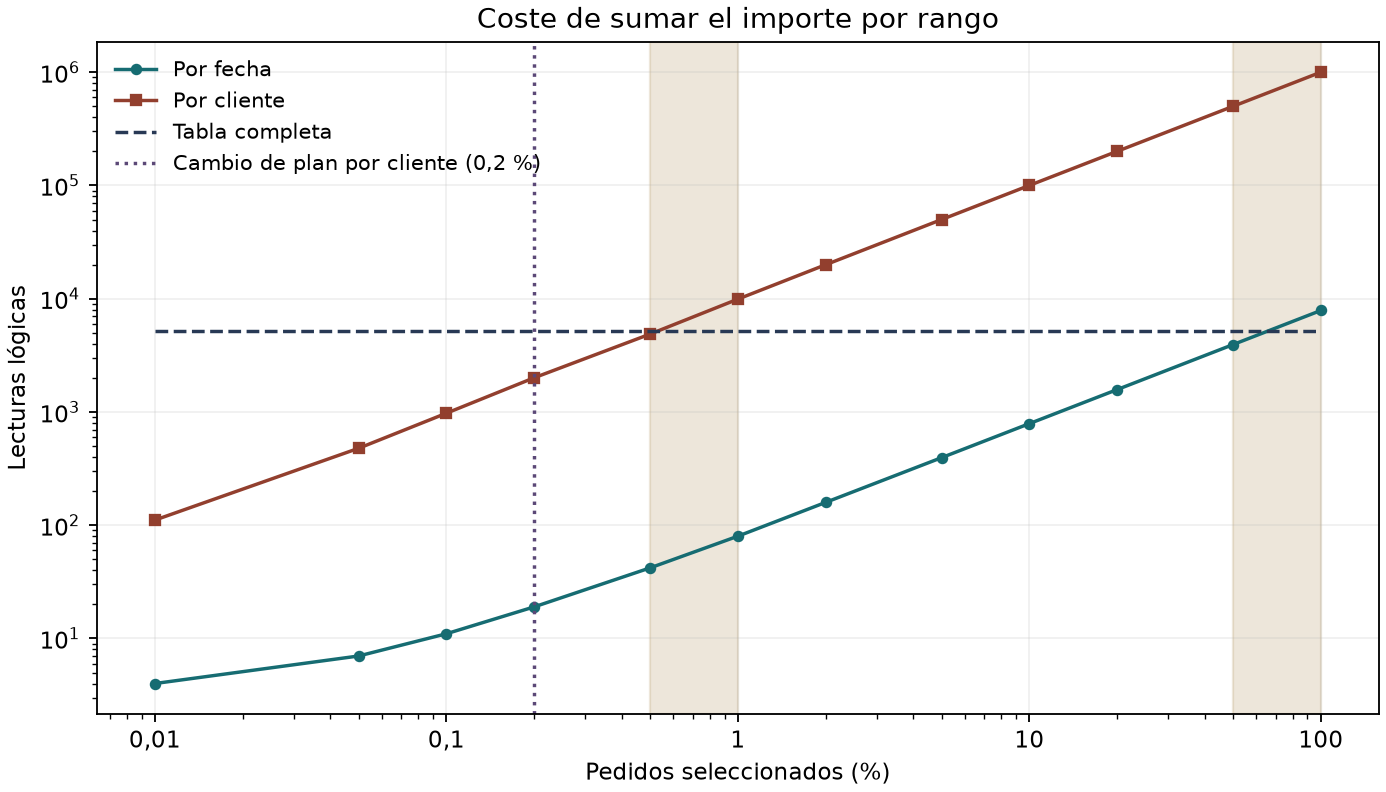 Coste de sumar el importe por rango
Por fecha
Por cliente
Tabla completa
Cambio de plan por cliente (0,2 %)
Lecturas lógicas
10⁶
10⁵
10⁴
10³
10²
10¹
0,01
0,1
1
10
100
Pedidos seleccionados (%)